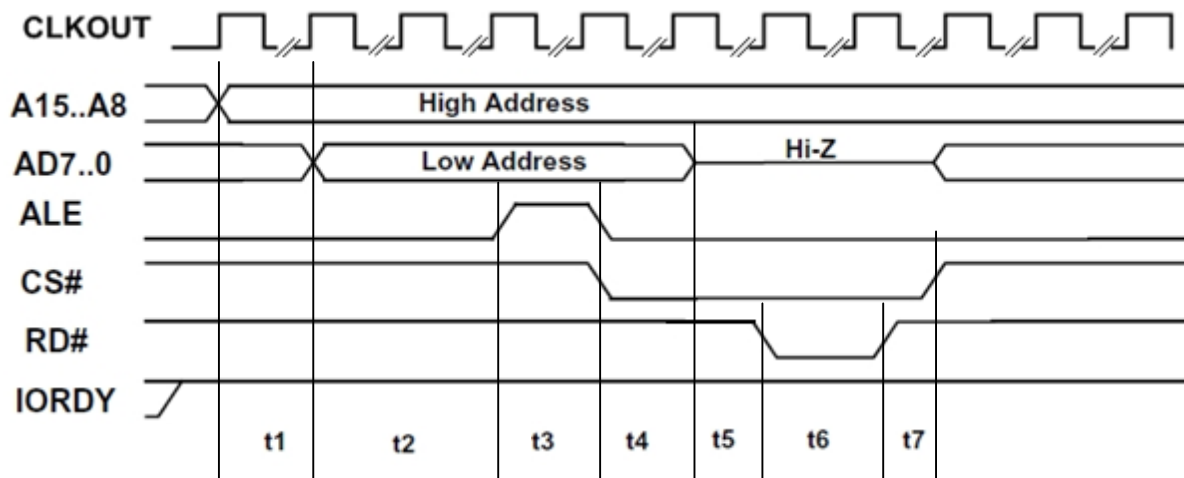 CLKOUT
A15..A8 High Address
AD7..0 Low Address Hi-Z
ALE
CS#
RD#
IORDY
t1 t2 t3 t4 t5 t6 t7